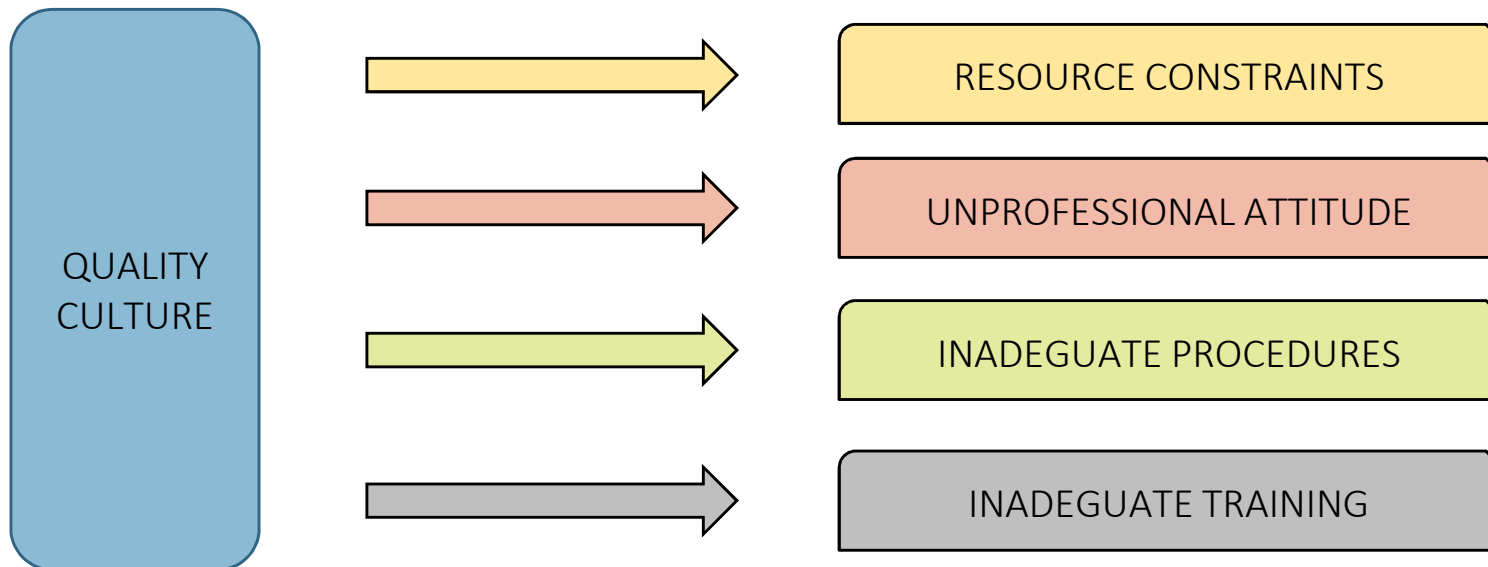 QUALITY
CULTURE
RESOURCE CONSTRAINTS
UNPROFESSIONAL ATTITUDE
INADEGUATE PROCEDURES
INADEGUATE TRAINING